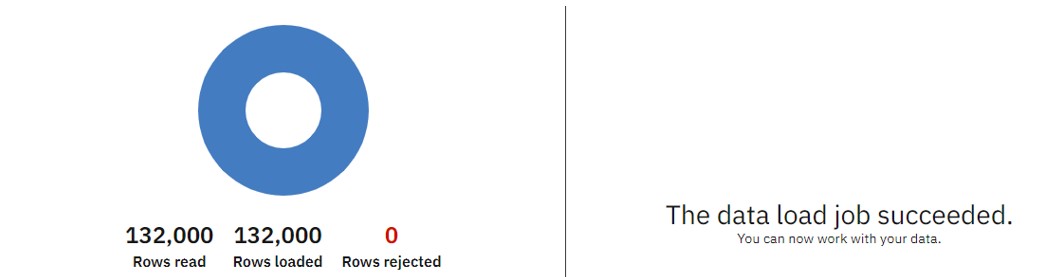 132,000 132,000 0
Rows read Rows loaded Rows rejected
The data load job succeeded.
You can now work with your data.